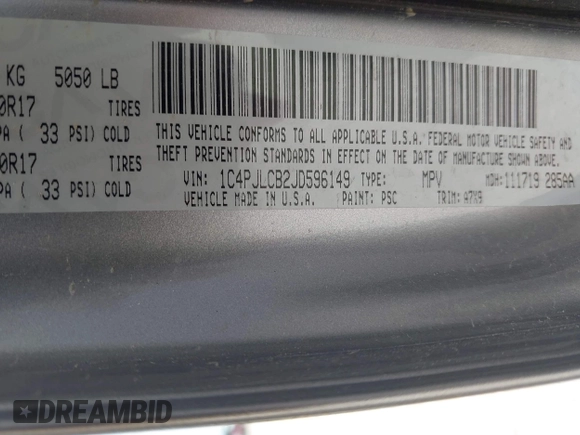 KG 5050 LB
0R17 TIRES
PA ( 33 PSI) COLD
0R17 TIRES
PA ( 33 PSI) COLD
THIS VEHICLE CONFORMS TO ALL APPLICABLE U.S.A. FEDERAL MOTOR VEHICLE SAFETY AND
THEFT PREVENTION STANDARDS IN EFFECT ON THE DATE OF MANUFACTURE SHOWN ABOVE.
VIN: 1C4PJLCB2JD596149 TYPE: MPV MDH: 111719 285AA
VEHICLE MADE IN U.S.A. PAINT: PSC TRIM: A7X9
DREAMBID